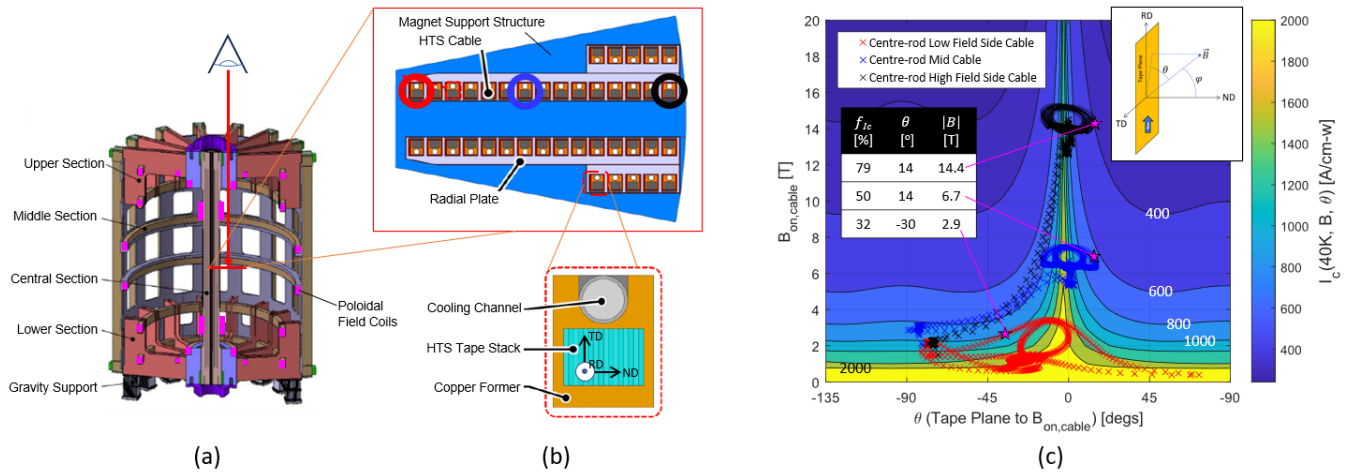 Upper Section
Middle Section
Central Section
Lower Section
Gravity Support
Poloidal
Field Coils
(a)
Magnet Support Structure
HTS Cable
Radial Plate
Cooling Channel
HTS Tape Stack
Copper Former
TD
RD
ND
(b)
× Centre-rod Low Field Side Cable
× Centre-rod Mid Cable
× Centre-rod High Field Side Cable
f_Ic θ |B|
[%] [°] [T]
79 14 14.4
50 14 6.7
32 -30 2.9
RD
Tape Plane
B⃗
θ
φ
ND
TD
400
600
800
1000
2000
20
18
16
14
12
10
8
6
4
2
0
B_on,cable [T]
-135 -90 -45 0 45 -90
θ (Tape Plane to B_on,cable) [degs]
2000
1800
1600
1400
1200
1000
800
600
400
I_c(40K, B, θ) [A/cm-w]
(c)